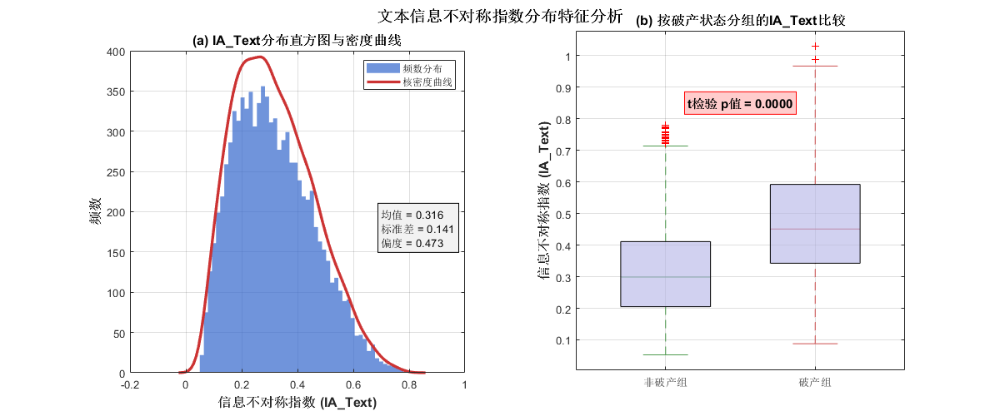 文本信息不对称指数分布特征分析
(a) IA_Text分布直方图与密度曲线
频数分布
核密度曲线
均值 = 0.316
标准差 = 0.141
偏度 = 0.473
频数
400
350
300
250
200
150
100
50
0
-0.2
0
0.2
0.4
0.6
0.8
1
信息不对称指数 (IA_Text)
(b) 按破产状态分组的IA_Text比较
t检验 p值 = 0.0000
信息不对称指数 (IA_Text)
1
0.9
0.8
0.7
0.6
0.5
0.4
0.3
0.2
0.1
非破产组
破产组